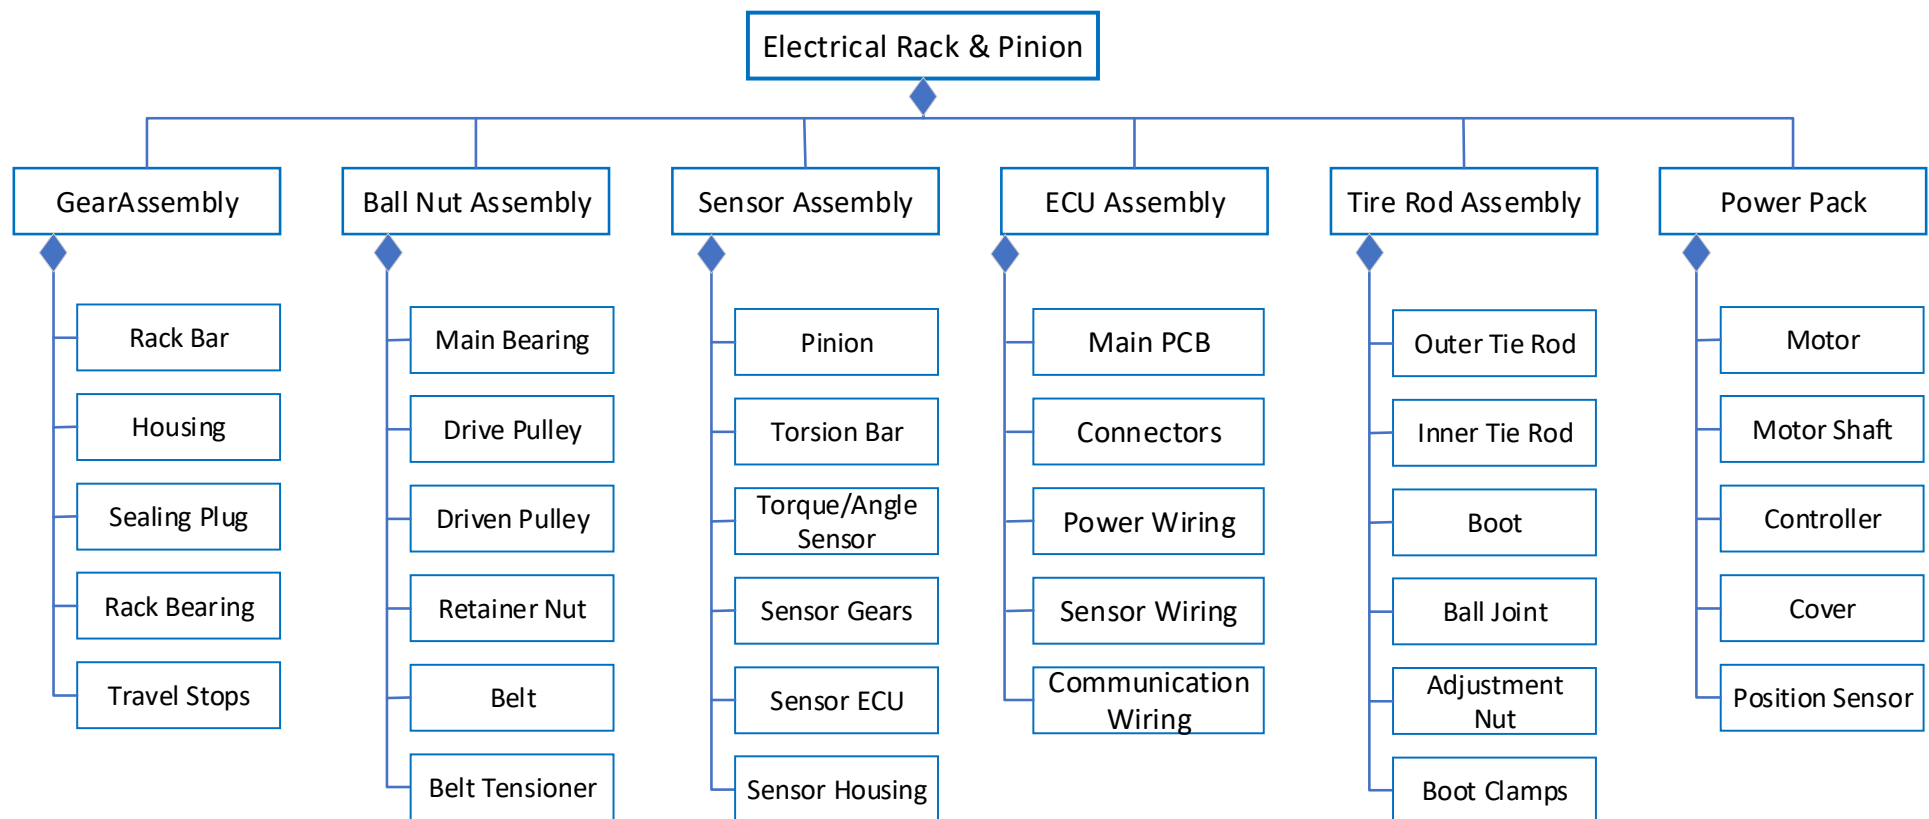 Electrical Rack & Pinion
GearAssembly
Ball Nut Assembly
Sensor Assembly
ECU Assembly
Tire Rod Assembly
Power Pack
Rack Bar
Housing
Sealing Plug
Rack Bearing
Travel Stops
Main Bearing
Drive Pulley
Driven Pulley
Retainer Nut
Belt
Belt Tensioner
Pinion
Torsion Bar
Torque/Angle
Sensor
Sensor Gears
Sensor ECU
Sensor Housing
Main PCB
Connectors
Power Wiring
Sensor Wiring
Communication
Wiring
Outer Tie Rod
Inner Tie Rod
Boot
Ball Joint
Adjustment
Nut
Boot Clamps
Motor
Motor Shaft
Controller
Cover
Position Sensor